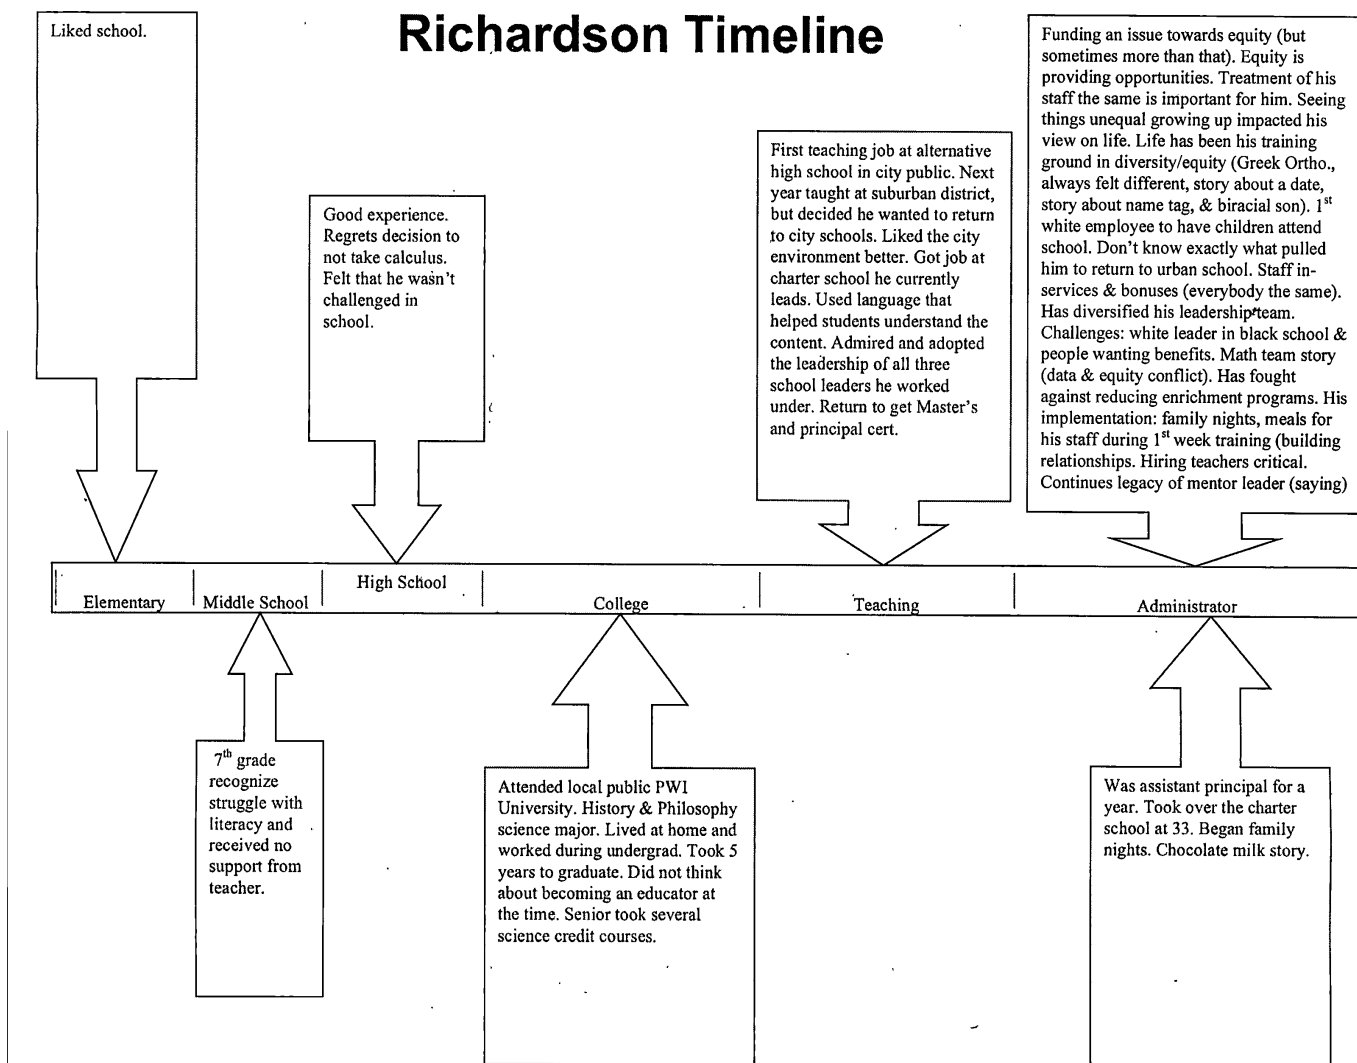 Richardson Timeline
Liked school.
Good experience.
Regrets decision to
not take calculus.
Felt that he wasn't
challenged in
school.
First teaching job at alternative
high school in city public. Next
year taught at suburban district,
but decided he wanted to return
to city schools. Liked the city
environment better. Got job at
charter school he currently
leads. Used language that
helped students understand the
content. Admired and adopted
the leadership of all three
school leaders he worked
under. Return to get Master's
and principal cert.
Funding an issue towards equity (but
sometimes more than that). Equity is
providing opportunities. Treatment of his
staff the same is important for him. Seeing
things unequal growing up impacted his
view on life. Life has been his training
ground in diversity/equity (Greek Ortho.,
always felt different, story about a date,
story about name tag, & biracial son). 1st
white employee to have children attend
school. Don't know exactly what pulled
him to return to urban school. Staff in-
services & bonuses (everybody the same).
Has diversified his leadership team.
Challenges: white leader in black school &
people wanting benefits. Math team story
(data & equity conflict). Has fought
against reducing enrichment programs. His
implementation: family nights, meals for
his staff during 1st week training (building
relationships. Hiring teachers critical.
Continues legacy of mentor leader (saying)
Elementary
Middle School
High School
College
Teaching
Administrator
7th grade
recognize
struggle with
literacy and
received no
support from
teacher.
Attended local public PWI
University. History & Philosophy
science major. Lived at home and
worked during undergrad. Took 5
years to graduate. Did not think
about becoming an educator at
the time. Senior took several
science credit courses.
Was assistant principal for a
year. Took over the charter
school at 33. Began family
nights. Chocolate milk story.